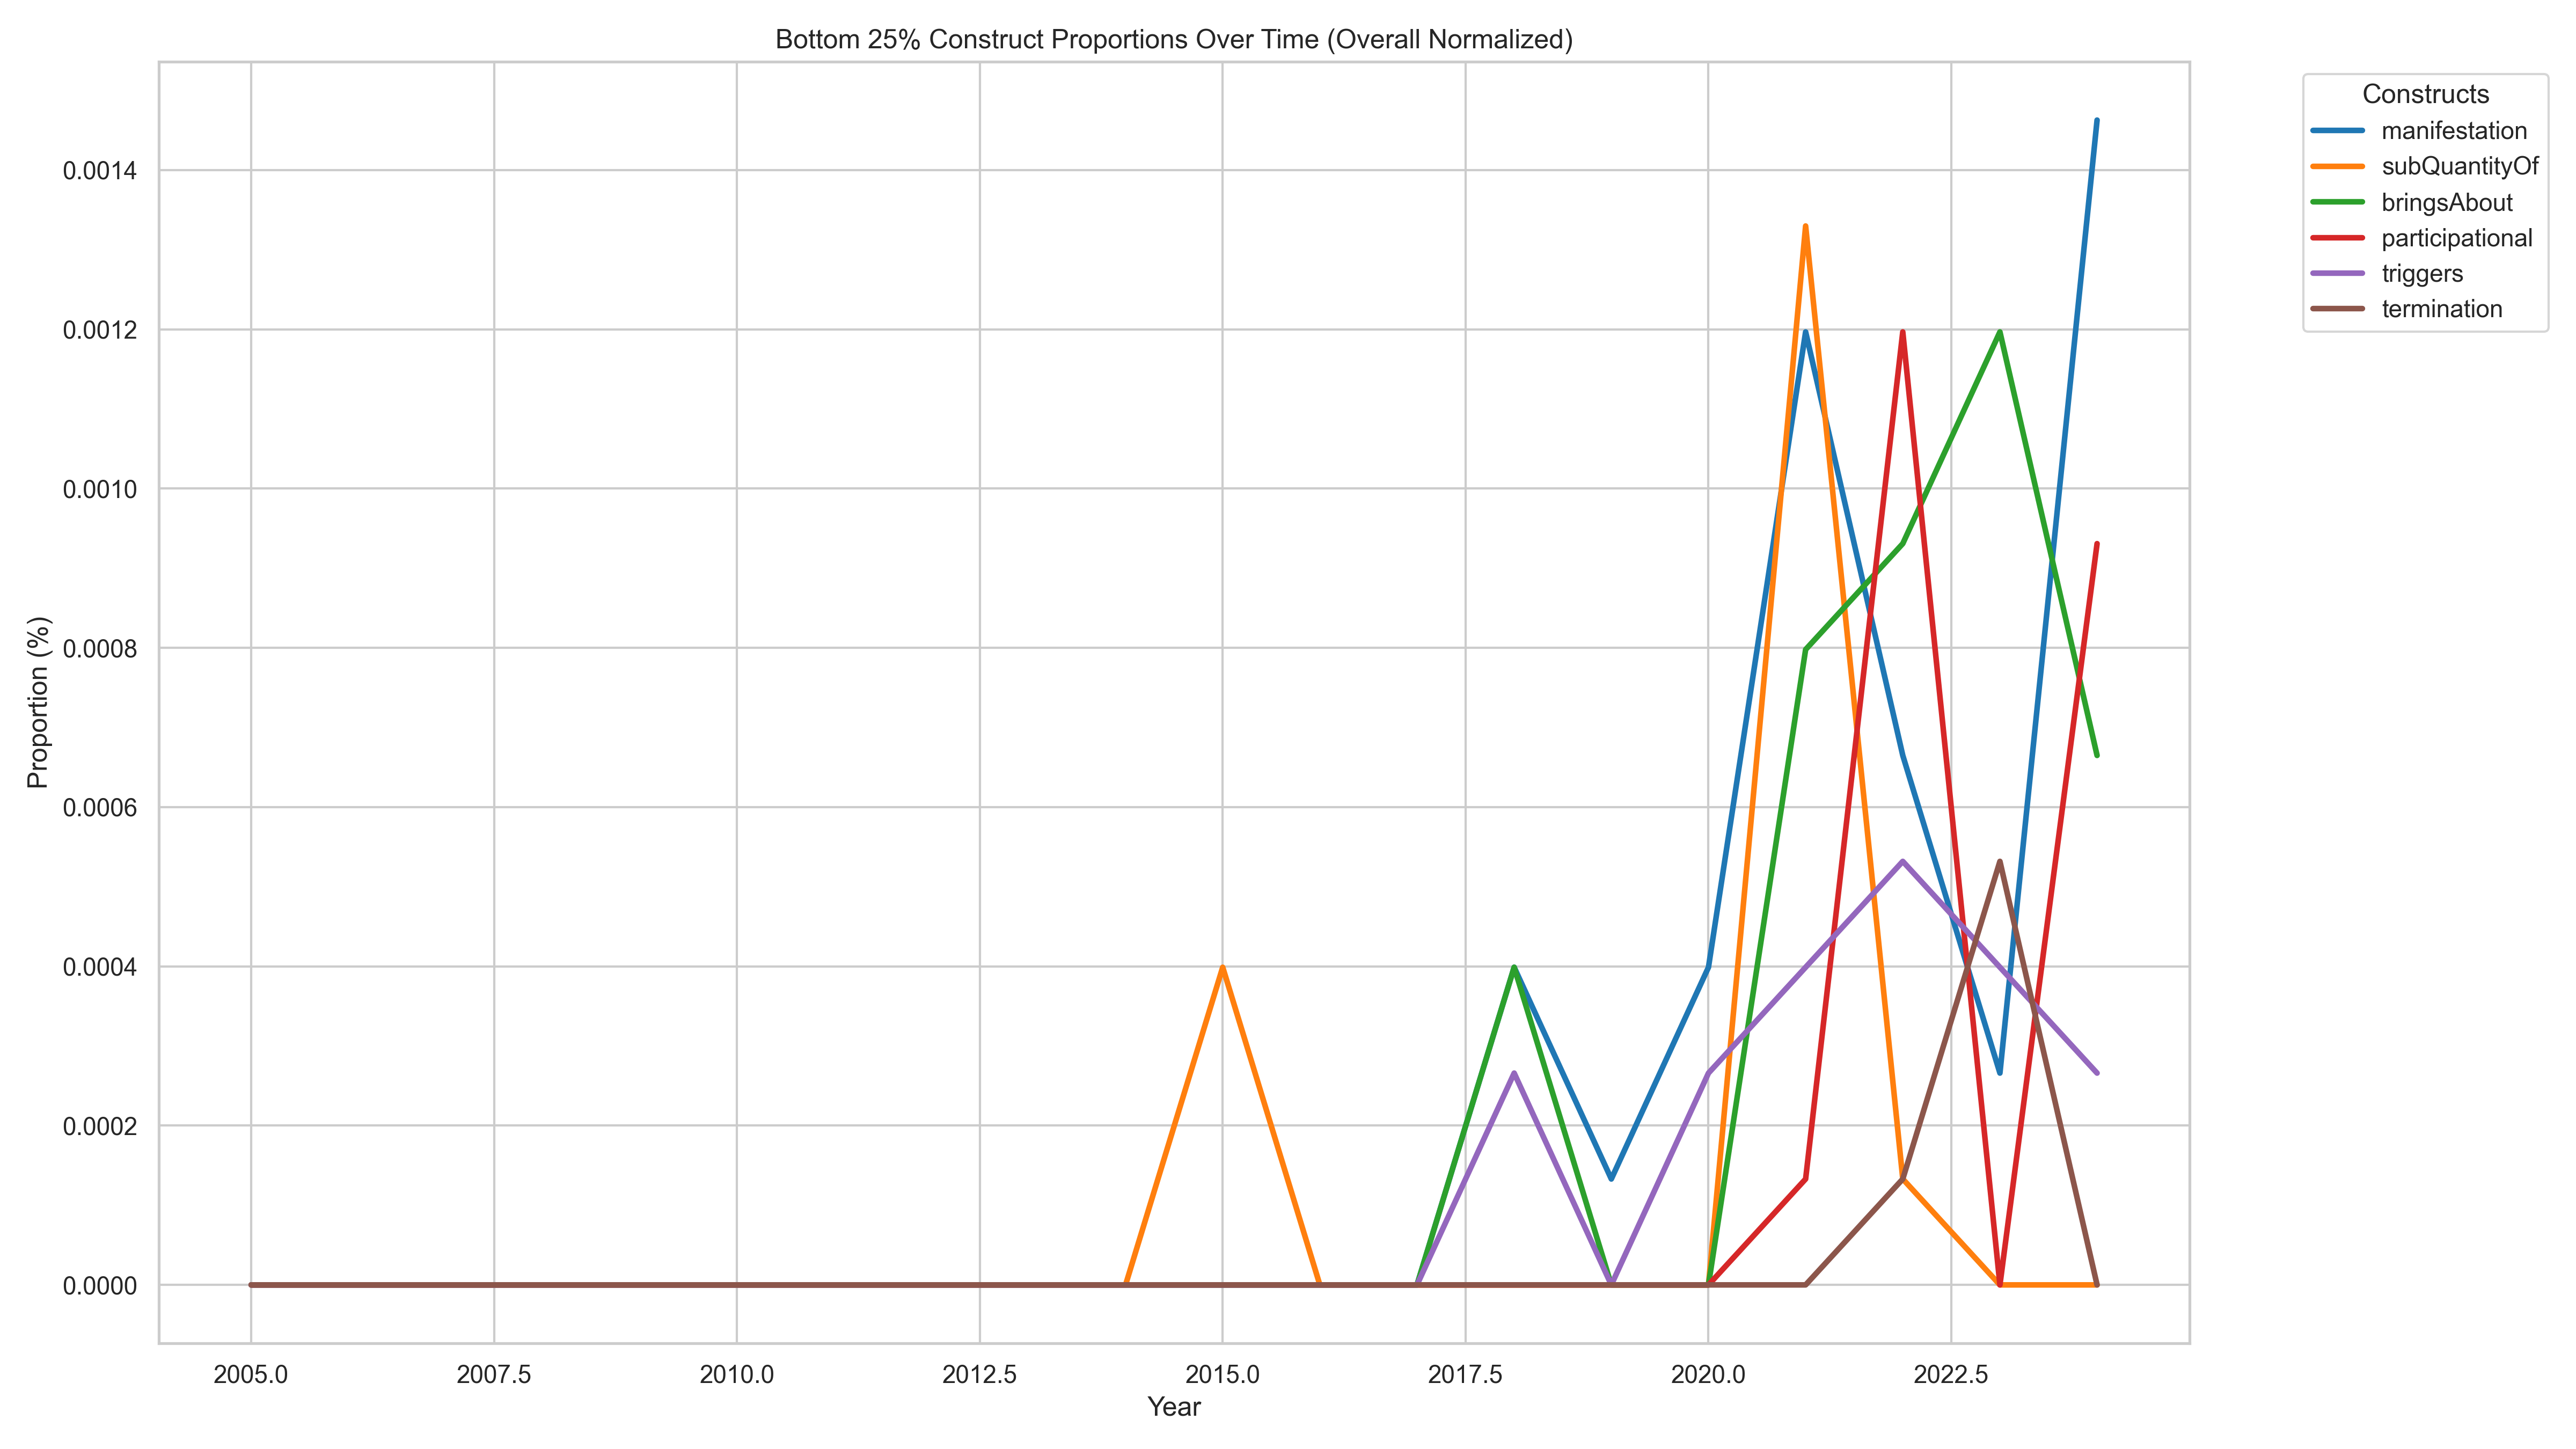 Bottom 25% Construct Proportions Over Time (Overall Normalized)
Constructs
manifestation
subQuantityOf
bringsAbout
participational
triggers
termination
Proportion (%)
0.0014
0.0012
0.0010
0.0008
0.0006
0.0004
0.0002
0.0000
2005.0 2007.5 2010.0 2012.5 2015.0 2017.5 2020.0 2022.5
Year